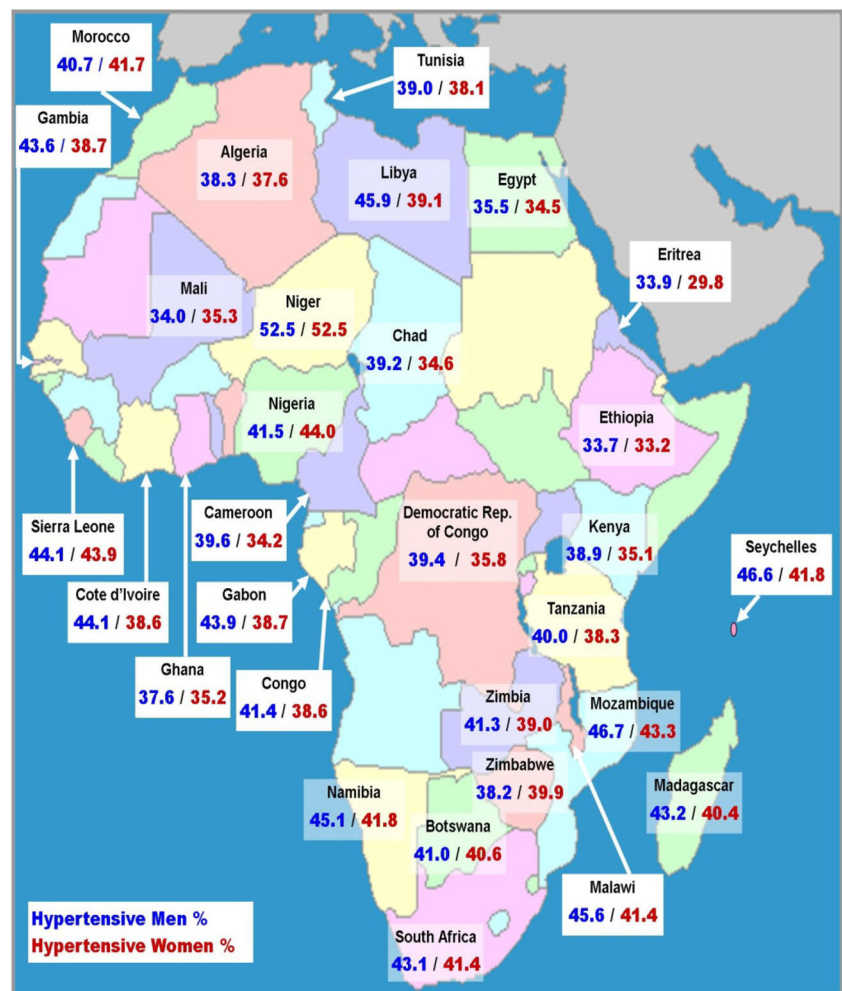 Morocco
40.7 / 41.7
Tunisia
39.0 / 38.1
Gambia
43.6 / 38.7
Algeria
38.3 / 37.6
Libya
45.9 / 39.1
Egypt
35.5 / 34.5
Eritrea
33.9 / 29.8
Mali
34.0 / 35.3
Niger
52.5 / 52.5
Chad
39.2 / 34.6
Nigeria
41.5 / 44.0
Ethiopia
33.7 / 33.2
Sierra Leone
44.1 / 43.9
Cameroon
39.6 / 34.2
Democratic Rep.
of Congo
39.4 / 35.8
Kenya
38.9 / 35.1
Seychelles
46.6 / 41.8
Cote d'Ivoire
44.1 / 38.6
Gabon
43.9 / 38.7
Tanzania
40.0 / 38.3
Ghana
37.6 / 35.2
Congo
41.4 / 38.6
Zimbia
41.3 / 39.0
Mozambique
46.7 / 43.3
Zimbabwe
38.2 / 39.9
Madagascar
43.2 / 40.4
Namibia
45.1 / 41.8
Botswana
41.0 / 40.6
Malawi
45.6 / 41.4
Hypertensive Men %
Hypertensive Women %
South Africa
43.1 / 41.4